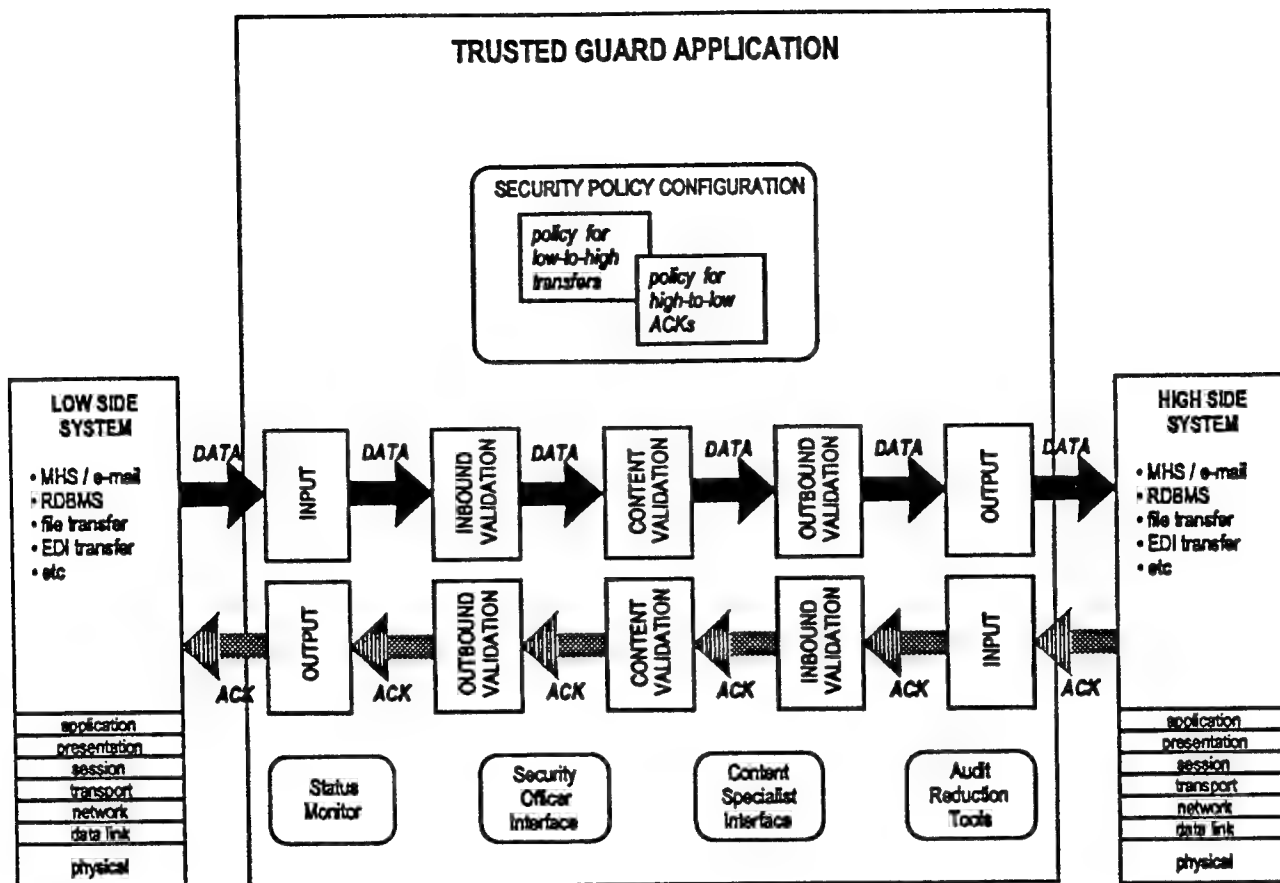 TRUSTED GUARD APPLICATION
SECURITY POLICY CONFIGURATION
policy for
low-to-high
transfers
policy for
high-to-low
ACKs
LOW SIDE
SYSTEM
• MHS / e-mail
• RDBMS
• file transfer
• EDI transfer
• etc
HIGH SIDE
SYSTEM
• MHS / e-mail
• RDBMS
• file transfer
• EDI transfer
• etc
DATA
INPUT
DATA
INBOUND
VALIDATION
DATA
CONTENT
VALIDATION
DATA
OUTBOUND
VALIDATION
DATA
OUTPUT
DATA
ACK
OUTPUT
ACK
OUTBOUND
VALIDATION
ACK
CONTENT
VALIDATION
ACK
INBOUND
VALIDATION
ACK
INPUT
ACK
application
presentation
session
transport
network
data link
physical
Status
Monitor
Security
Officer
Interface
Content
Specialist
Interface
Audit
Reduction
Tools
application
presentation
session
transport
network
data link
physical